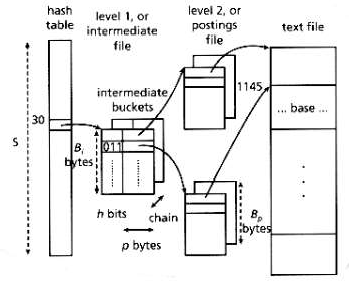 hash
table
level 1, or
intermediate
file
level 2, or
postings
file
text file
intermediate
buckets
1145
... base ...
30
S
B_i
bytes
011
h bits
chain
p bytes
B_p
bytes